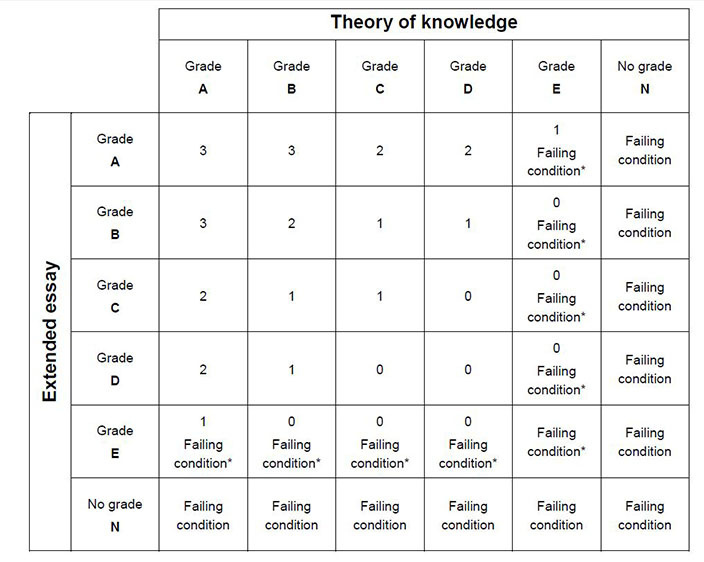 Theory of knowledge
Grade Grade Grade Grade Grade No grade
A B C D E N
Extended essay
Grade
A
3 3 2 2
1
Failing
condition*
Failing
condition
Grade
B
3 2 1 1
0
Failing
condition*
Failing
condition
Grade
C
2 1 1 0
0
Failing
condition*
Failing
condition
Grade
D
2 1 0 0
0
Failing
condition*
Failing
condition
Grade
E
1
Failing
condition*
0
Failing
condition*
0
Failing
condition*
0
Failing
condition*
Failing
condition*
Failing
condition
No grade
N
Failing
condition
Failing
condition
Failing
condition
Failing
condition
Failing
condition
Failing
condition